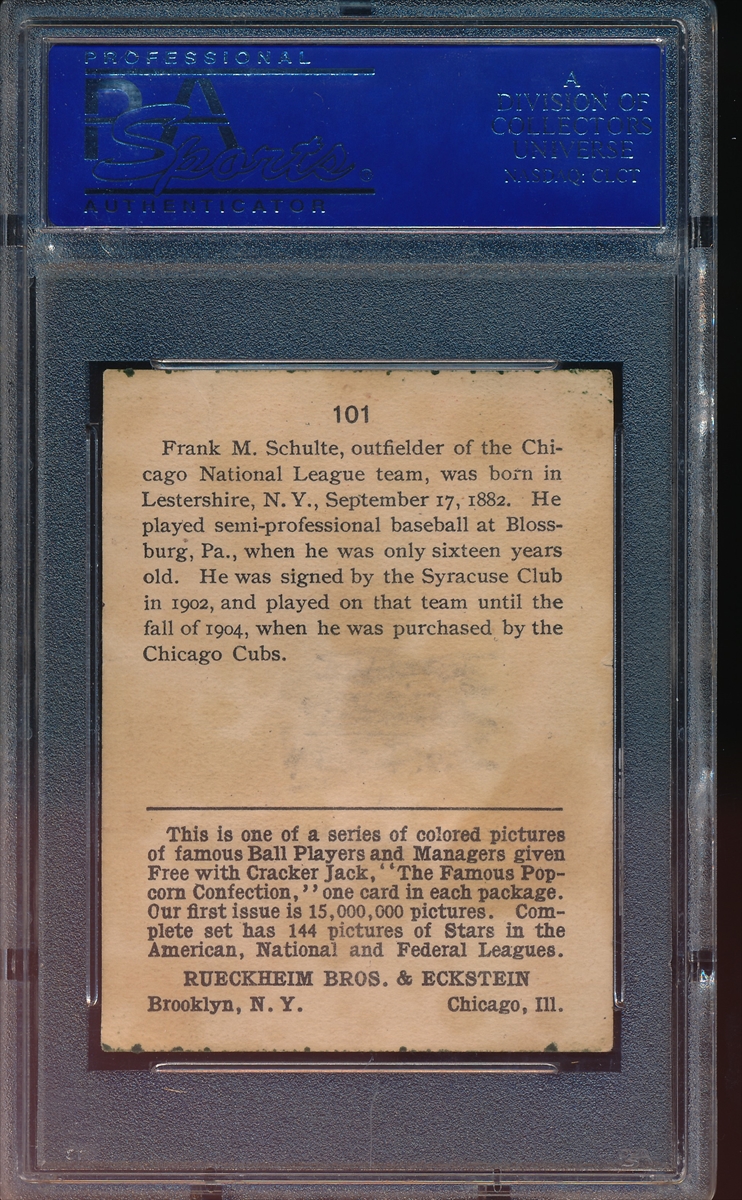 PROFESSIONAL
PSA
Sports
AUTHENTICATOR
A
DIVISION OF
COLLECTORS
UNIVERSE
NASDAQ: CLCT
101
Frank M. Schulte, outfielder of the Chi-
cago National League team, was born in
Lestershire, N. Y., September 17, 1882. He
played semi-professional baseball at Bloss-
burg, Pa., when he was only sixteen years
old. He was signed by the Syracuse Club
in 1902, and played on that team until the
fall of 1904, when he was purchased by the
Chicago Cubs.
This is one of a series of colored pictures
of famous Ball Players and Managers given
Free with Cracker Jack, “The Famous Pop-
corn Confection,” one card in each package.
Our first issue is 15,000,000 pictures. Com-
plete set has 144 pictures of Stars in the
American, National and Federal Leagues.
RUECKHEIM BROS. & ECKSTEIN
Brooklyn, N. Y. Chicago, Ill.